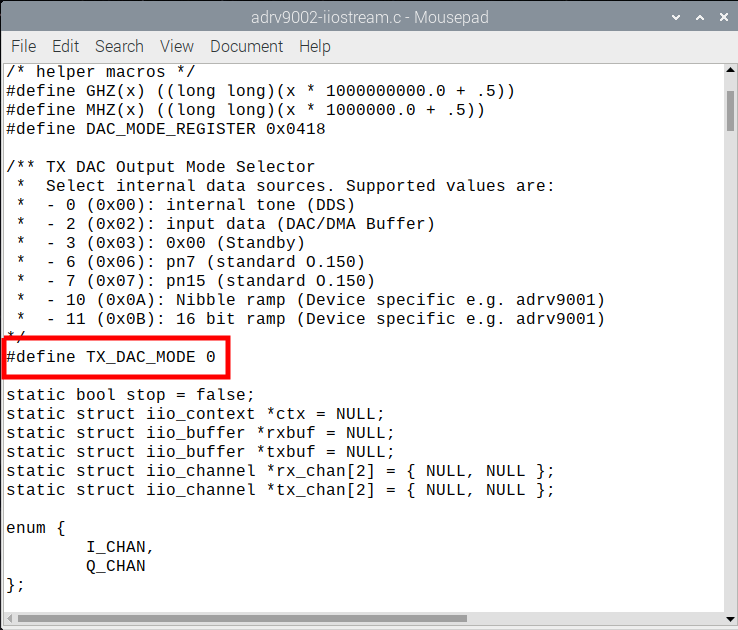 adrv9002-iiostream.c - Mousepad
File Edit Search View Document Help
/* helper macros */
#define GHZ(x) ((long long)(x * 1000000000.0 + .5))
#define MHZ(x) ((long long)(x * 1000000.0 + .5))
#define DAC_MODE_REGISTER 0x0418
/** TX DAC Output Mode Selector
 *  Select internal data sources. Supported values are:
 *  - 0 (0x00): internal tone (DDS)
 *  - 2 (0x02): input data (DAC/DMA Buffer)
 *  - 3 (0x03): 0x00 (Standby)
 *  - 6 (0x06): pn7 (standard O.150)
 *  - 7 (0x07): pn15 (standard O.150)
 *  - 10 (0x0A): Nibble ramp (Device specific e.g. adrv9001)
 *  - 11 (0x0B): 16 bit ramp (Device specific e.g. adrv9001)
*/
#define TX_DAC_MODE 0
static bool stop = false;
static struct iio_context *ctx = NULL;
static struct iio_buffer *rxbuf = NULL;
static struct iio_buffer *txbuf = NULL;
static struct iio_channel *rx_chan[2] = { NULL, NULL };
static struct iio_channel *tx_chan[2] = { NULL, NULL };
enum {
        I_CHAN,
        Q_CHAN
};